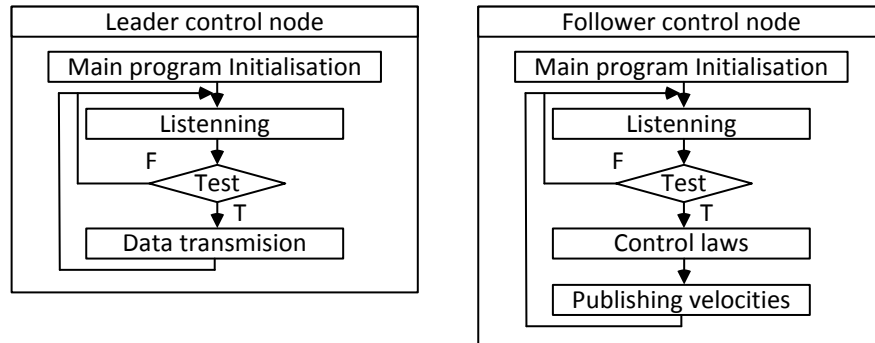 Leader control node
Main program Initialisation
Listenning
F
Test
T
Data transmision
Follower control node
Main program Initialisation
Listenning
F
Test
T
Control laws
Publishing velocities